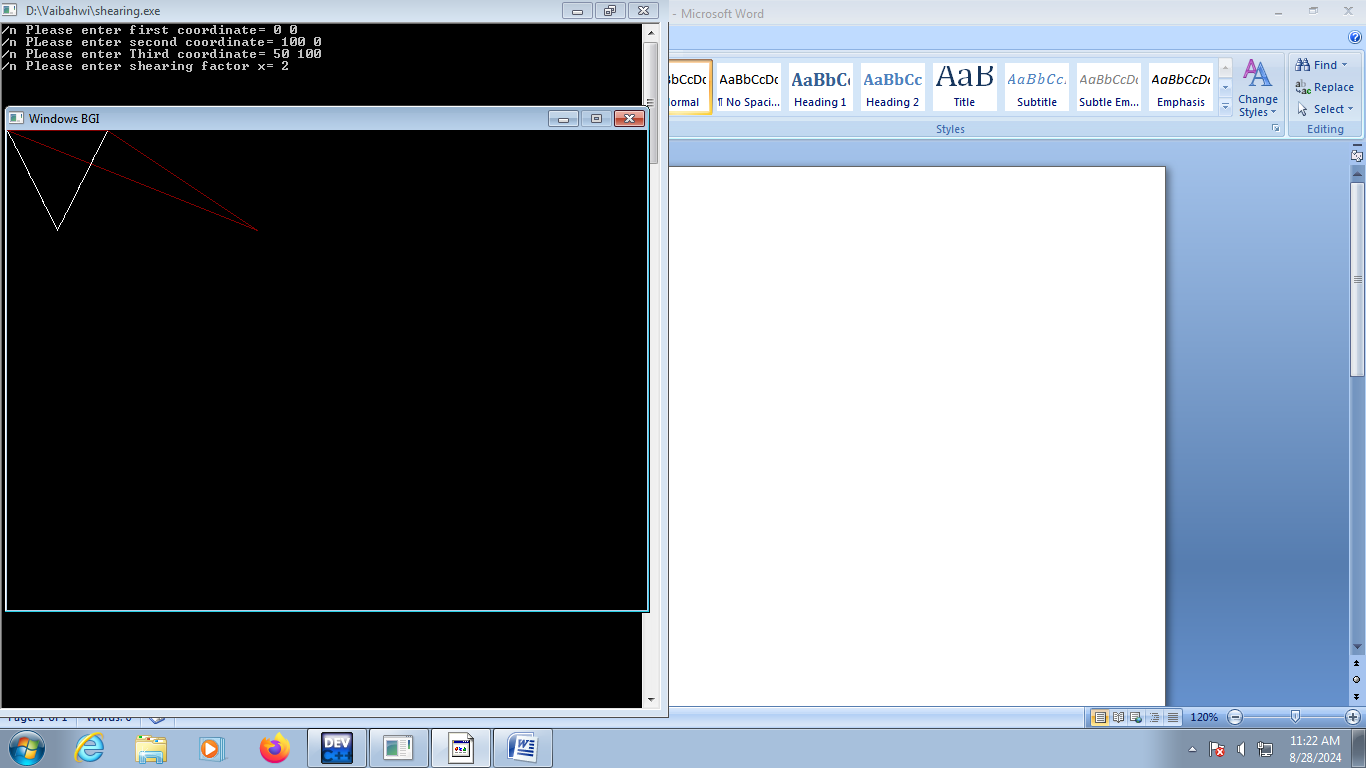 D:\Vaibahwi\shearing.exe
/n Please enter first coordinate= 0 0
/n PLease enter second coordinate= 100 0
/n PLease enter Third coordinate= 50 100
/n Please enter shearing factor x= 2
Windows BGI
- Microsoft Word
AaBbCcDc
AaBbCc
AaBbCc
AaB
AaBbCc.
AaBbCcDc
AaBbCcDc
ormal
¶ No Spaci...
Heading 1
Heading 2
Title
Subtitle
Subtle Em...
Emphasis
Change
Styles
Styles
Find
Replace
Select
Editing
120%
DEV
C++
11:22 AM
8/28/2024